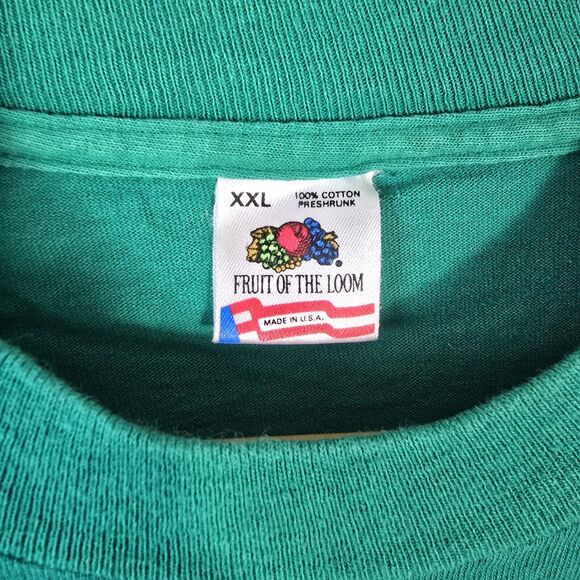 XXL
100% COTTON
PRESHRUNK
®
FRUIT OF THE LOOM
MADE IN U.S.A.